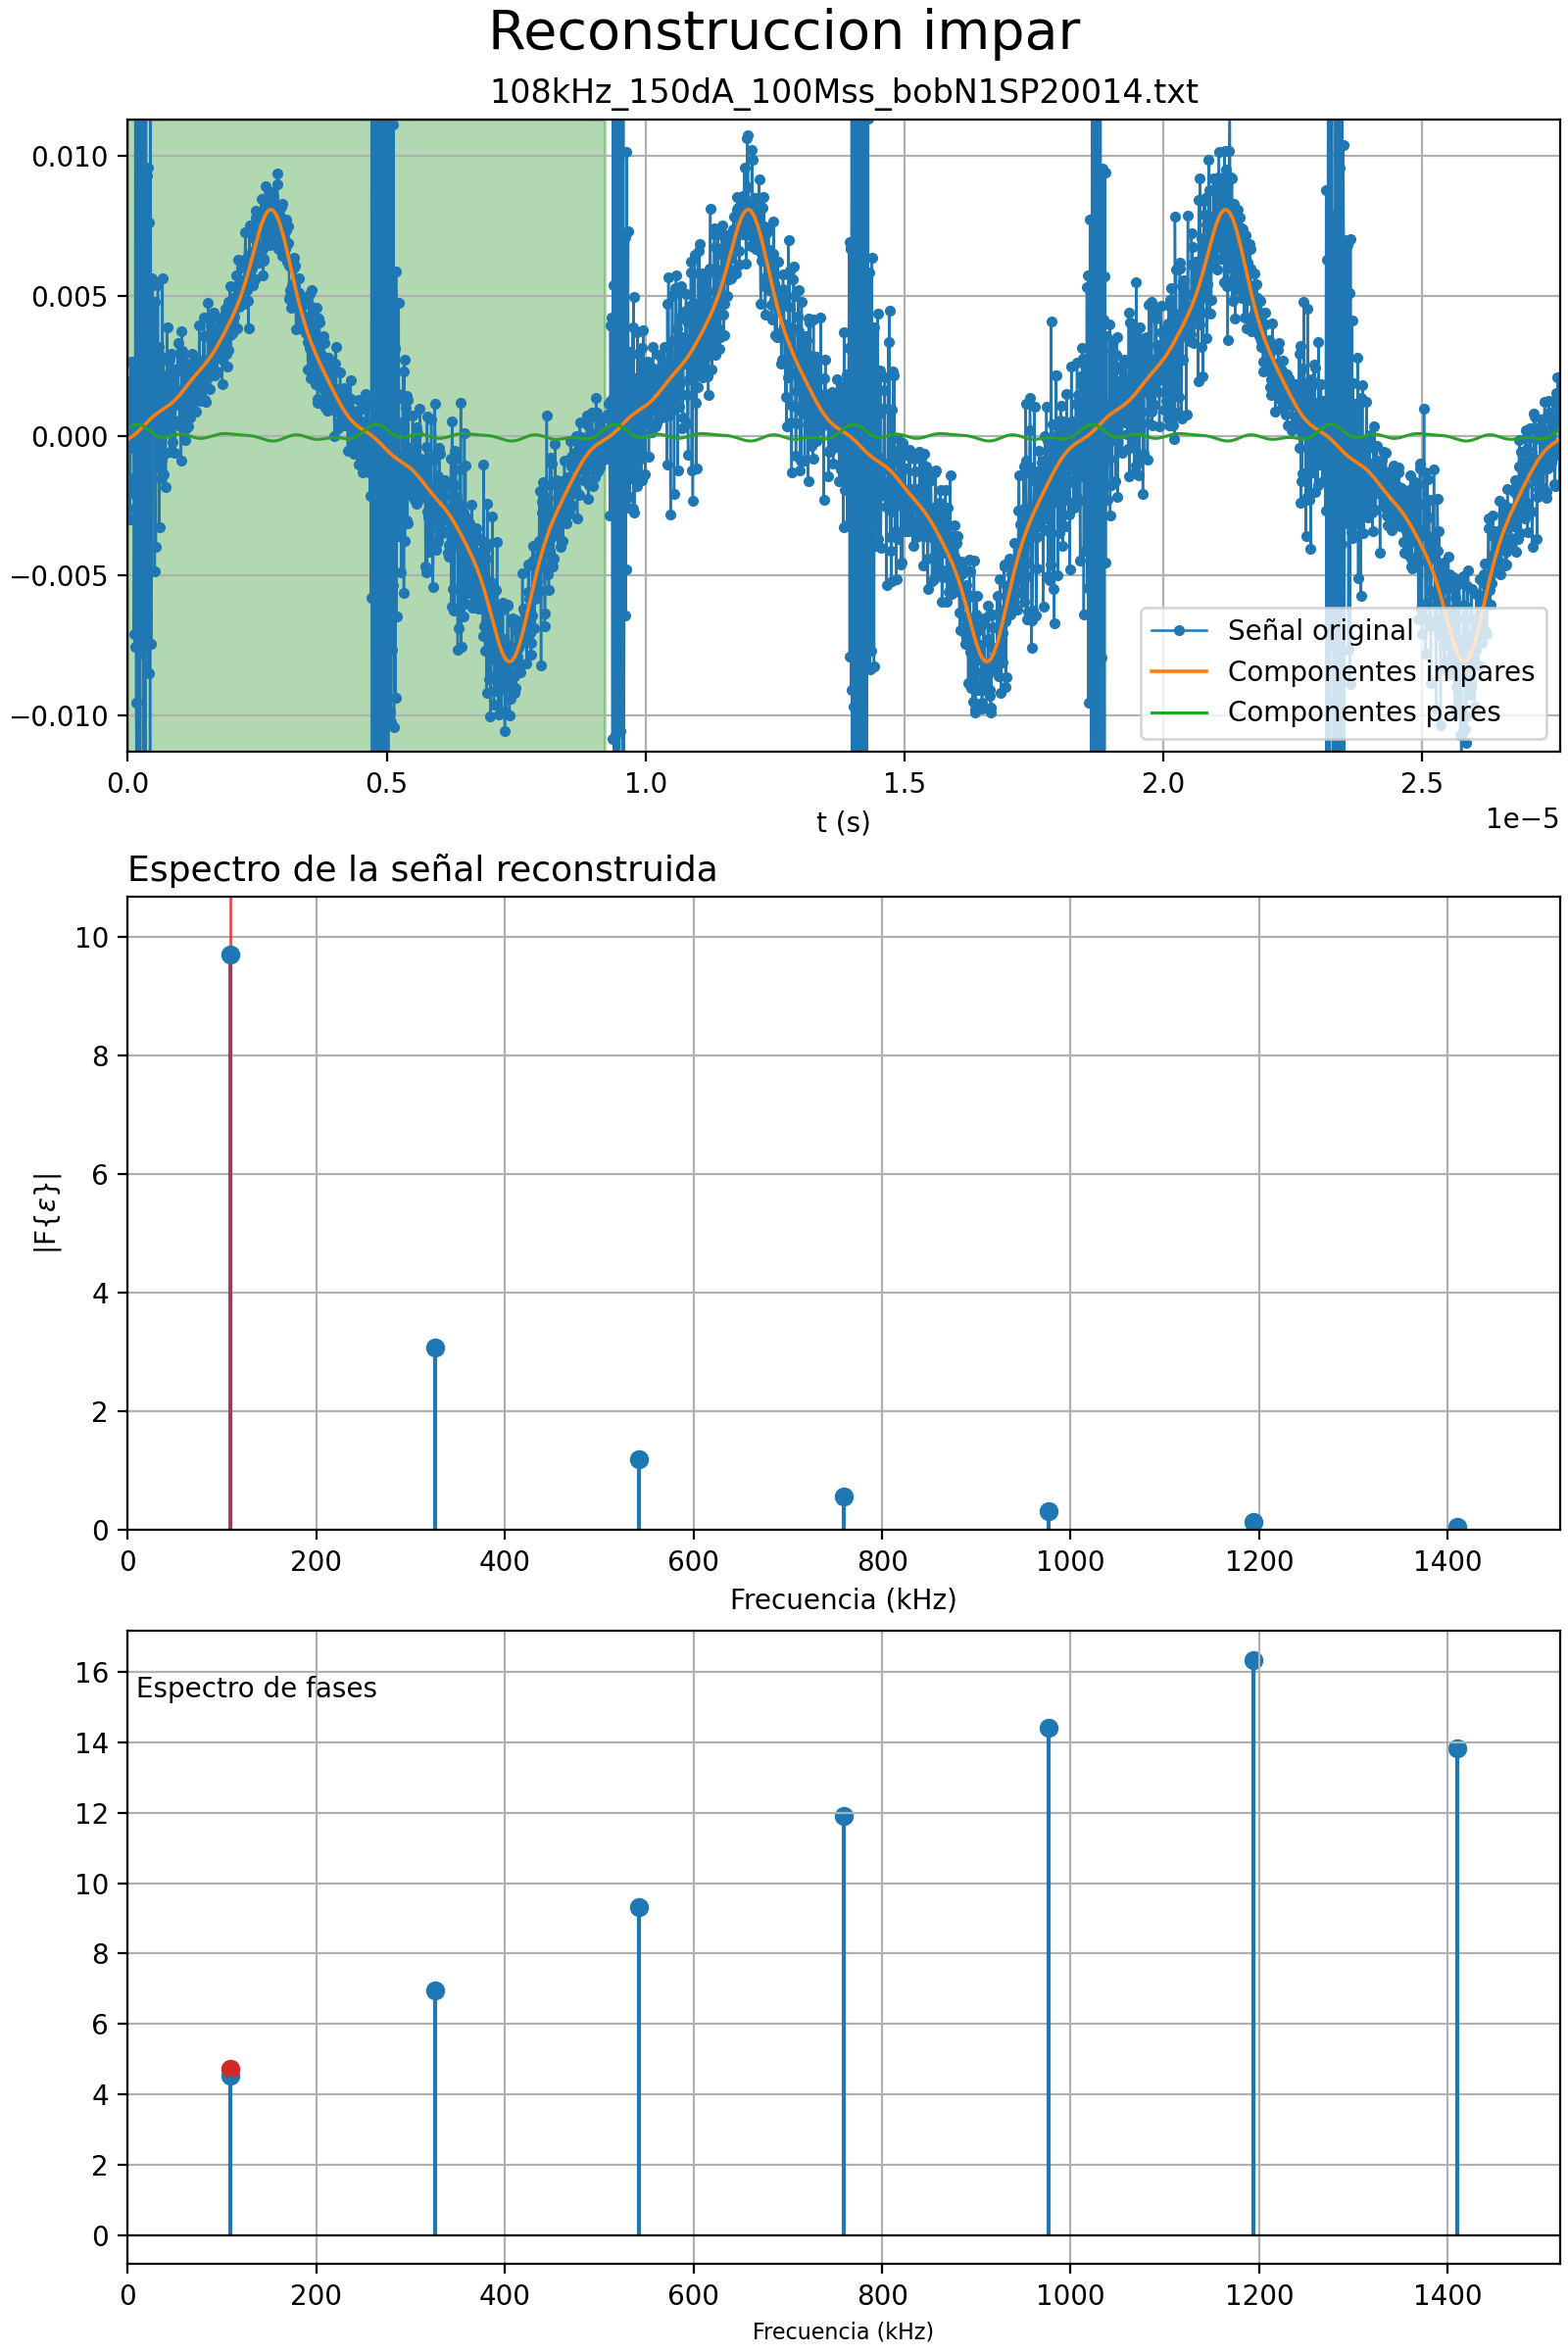 Reconstruccion impar
108kHz_150dA_100Mss_bobN1SP20014.txt
0.010
0.005
0.000
−0.005
−0.010
Señal original
Componentes impares
Componentes pares
0.0 0.5 1.0 1.5 2.0 2.5
1e−5
t (s)
Espectro de la señal reconstruida
10
8
6
4
2
0
|F{ε}|
0 200 400 600 800 1000 1200 1400
Frecuencia (kHz)
Espectro de fases
16
14
12
10
8
6
4
2
0
0 200 400 600 800 1000 1200 1400
Frecuencia (kHz)